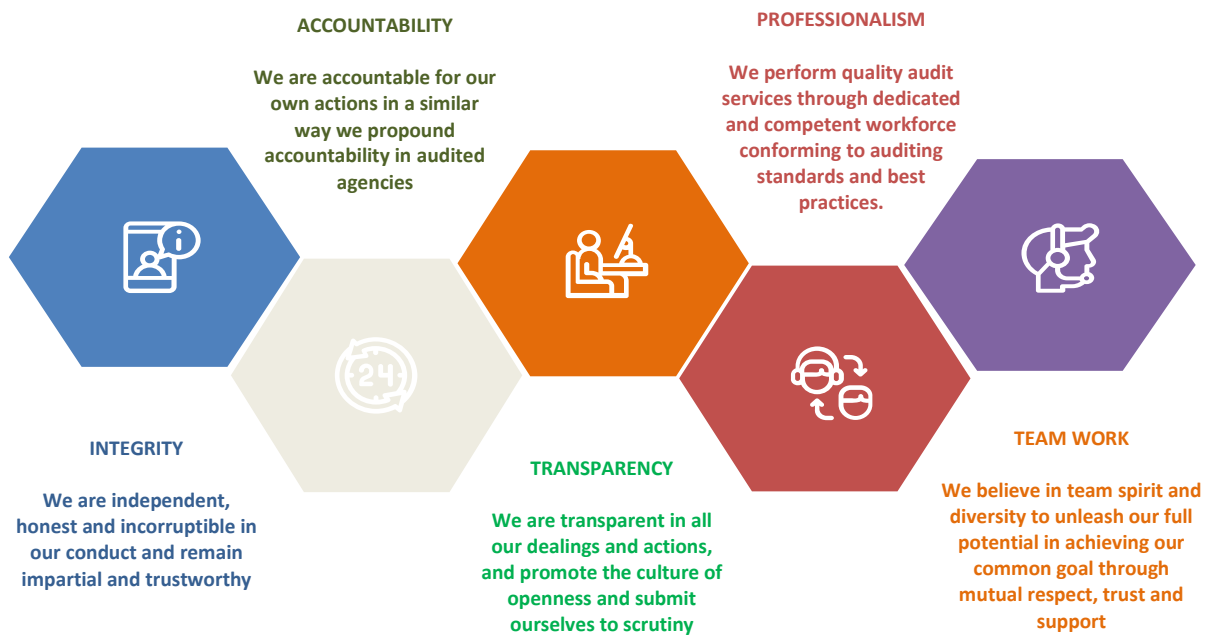 ACCOUNTABILITY
We are accountable for our
own actions in a similar
way we propound
accountability in audited
agencies
PROFESSIONALISM
We perform quality audit
services through dedicated
and competent workforce
conforming to auditing
standards and best
practices.
i
24
INTEGRITY
We are independent,
honest and incorruptible in
our conduct and remain
impartial and trustworthy
TRANSPARENCY
We are transparent in all
our dealings and actions,
and promote the culture of
openness and submit
ourselves to scrutiny
TEAM WORK
We believe in team spirit and
diversity to unleash our full
potential in achieving our
common goal through
mutual respect, trust and
support